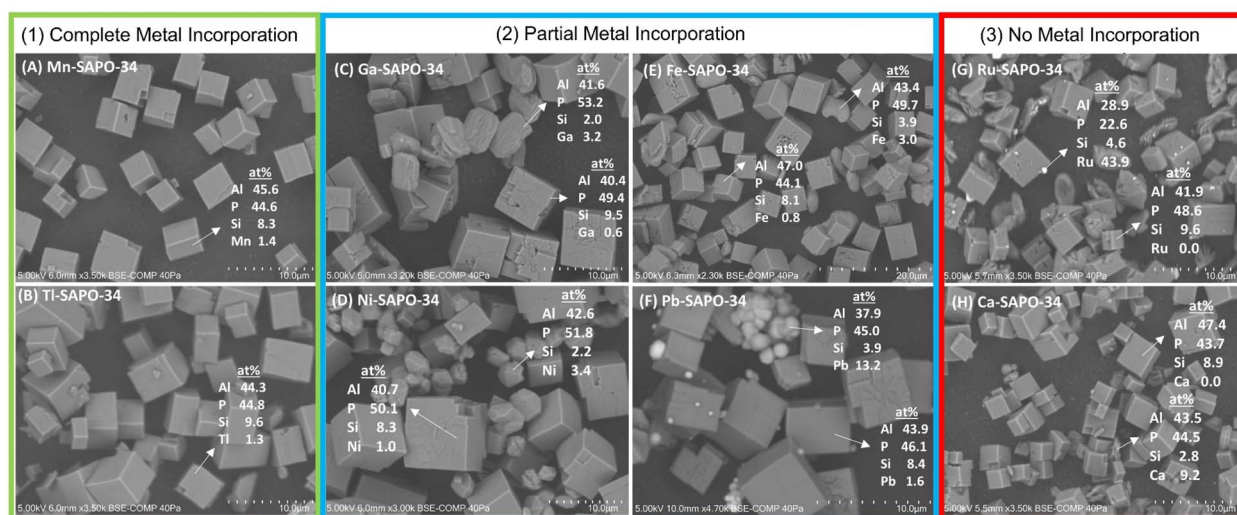 (1) Complete Metal Incorporation
(2) Partial Metal Incorporation
(3) No Metal Incorporation
(A) Mn-SAPO-34
at%
Al 45.6
P 44.6
Si 8.3
Mn 1.4
5.00kV 6.0mm x3.50k BSE-COMP 40Pa
10.0μm
(C) Ga-SAPO-34
at%
Al 41.6
P 53.2
Si 2.0
Ga 3.2
at%
Al 40.4
P 49.4
Si 9.5
Ga 0.6
5.00kV 6.0mm x3.20k BSE-COMP 40Pa
10.0μm
(E) Fe-SAPO-34
at%
Al 43.4
P 49.7
Si 3.9
Fe 3.0
at%
Al 47.0
P 44.1
Si 8.1
Fe 0.8
5.00kV 6.3mm x2.30k BSE-COMP 40Pa
20.0μm
(G) Ru-SAPO-34
at%
Al 28.9
P 22.6
Si 4.6
Ru 43.9
at%
Al 41.9
P 48.6
Si 9.6
Ru 0.0
5.00kV 5.7mm x3.50k BSE-COMP 40Pa
10.0μm
(B) Tl-SAPO-34
at%
Al 44.3
P 44.8
Si 9.6
Tl 1.3
5.00kV 6.0mm x3.50k BSE-COMP 40Pa
10.0μm
(D) Ni-SAPO-34
at%
Al 42.6
P 51.8
Si 2.2
Ni 3.4
at%
Al 40.7
P 50.1
Si 8.3
Ni 1.0
5.00kV 6.0mm x3.00k BSE-COMP 40Pa
10.0μm
(F) Pb-SAPO-34
at%
Al 37.9
P 45.0
Si 3.9
Pb 13.2
at%
Al 43.9
P 46.1
Si 8.4
Pb 1.6
5.00kV 10.0mm x4.70k BSE-COMP 40Pa
10.0μm
(H) Ca-SAPO-34
at%
Al 47.4
P 43.7
Si 8.9
Ca 0.0
at%
Al 43.5
P 44.5
Si 2.8
Ca 9.2
5.00kV 5.5mm x3.50k BSE-COMP 40Pa
10.0μm